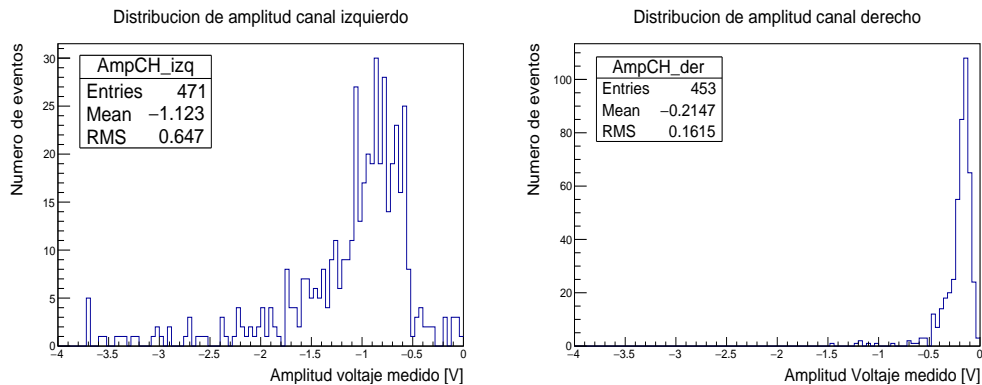 Distribucion de amplitud canal izquierdo
Numero de eventos
30
25
20
15
10
5
0
AmpCH_izq
Entries 471
Mean −1.123
RMS 0.647
−4 −3.5 −3 −2.5 −2 −1.5 −1 −0.5 0
Amplitud voltaje medido [V]
Distribucion de amplitud canal derecho
Numero de eventos
100
80
60
40
20
0
AmpCH_der
Entries 453
Mean −0.2147
RMS 0.1615
−4 −3.5 −3 −2.5 −2 −1.5 −1 −0.5 0
Amplitud Voltaje medido [V]